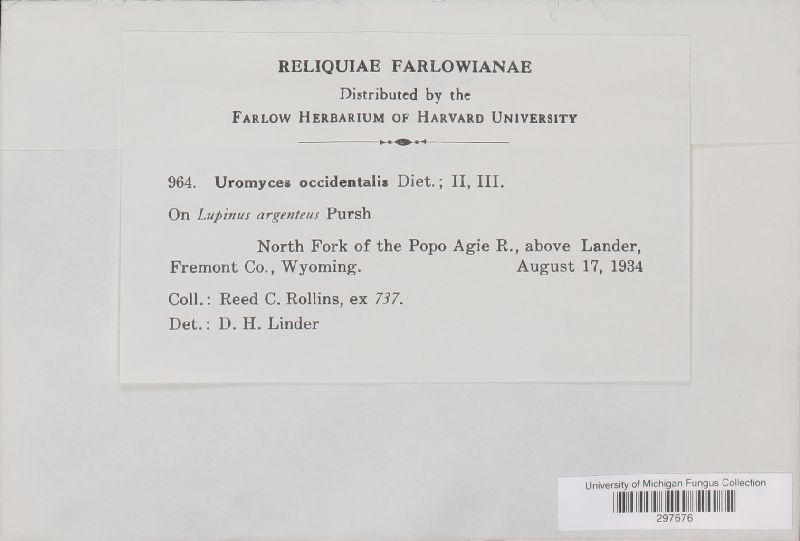 RELIQUIAE FARLOWIANAE
Distributed by the
FARLOW HERBARIUM OF HARVARD UNIVERSITY
964. Uromyces occidentalis Diet.; II, III.
On Lupinus argenteus Pursh
North Fork of the Popo Agie R., above Lander,
Fremont Co., Wyoming. August 17, 1934
Coll.: Reed C. Rollins, ex 737.
Det.: D. H. Linder
University of Michigan Fungus Collection
297676